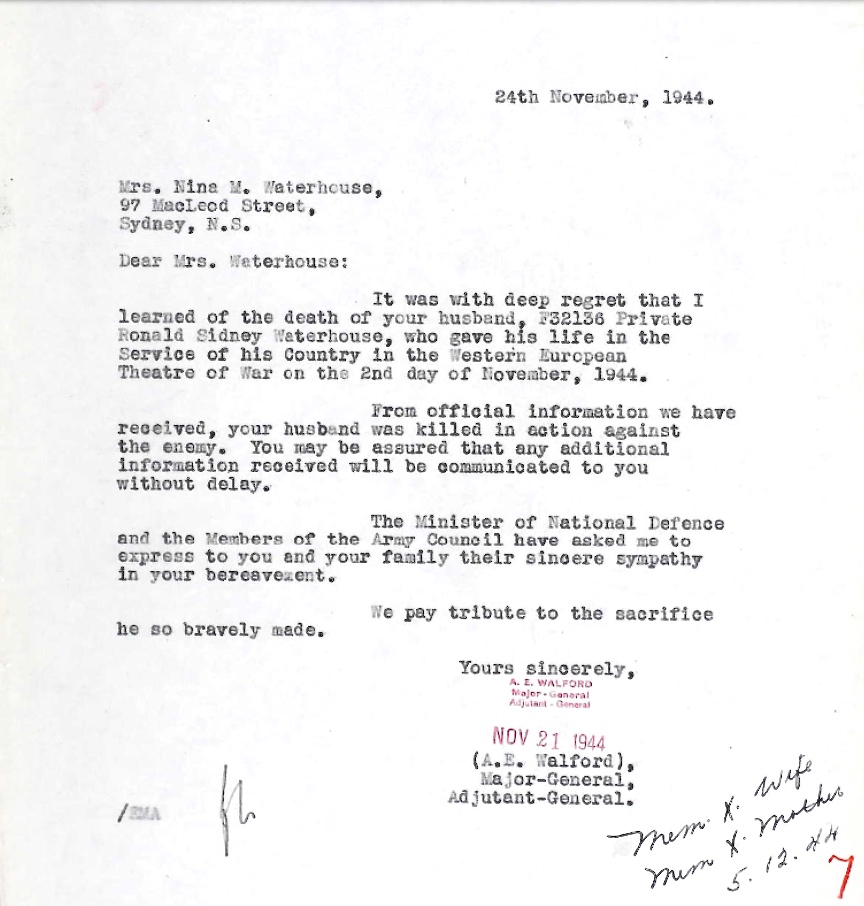 24th November, 1944.
Mrs. Nina M. Waterhouse,
97 MacLeod Street,
Sydney, N.S.
Dear Mrs. Waterhouse:
It was with deep regret that I
learned of the death of your husband, F32136 Private
Ronald Sidney Waterhouse, who gave his life in the
Service of his Country in the Western European
Theatre of War on the 2nd day of November, 1944.
From official information we have
received, your husband was killed in action against
the enemy. You may be assured that any additional
information received will be communicated to you
without delay.
The Minister of National Defence
and the Members of the Army Council have asked me to
express to you and your family their sincere sympathy
in your bereavement.
We pay tribute to the sacrifice
he so bravely made.
Yours sincerely,
A. E. WALFORD
Major-General
Adjutant-General
NOV 21 1944
(A.E. Walford),
Major-General,
Adjutant-General.
/EMA
Mem. X. Wife
Mem X. Mother
5.12.44
7